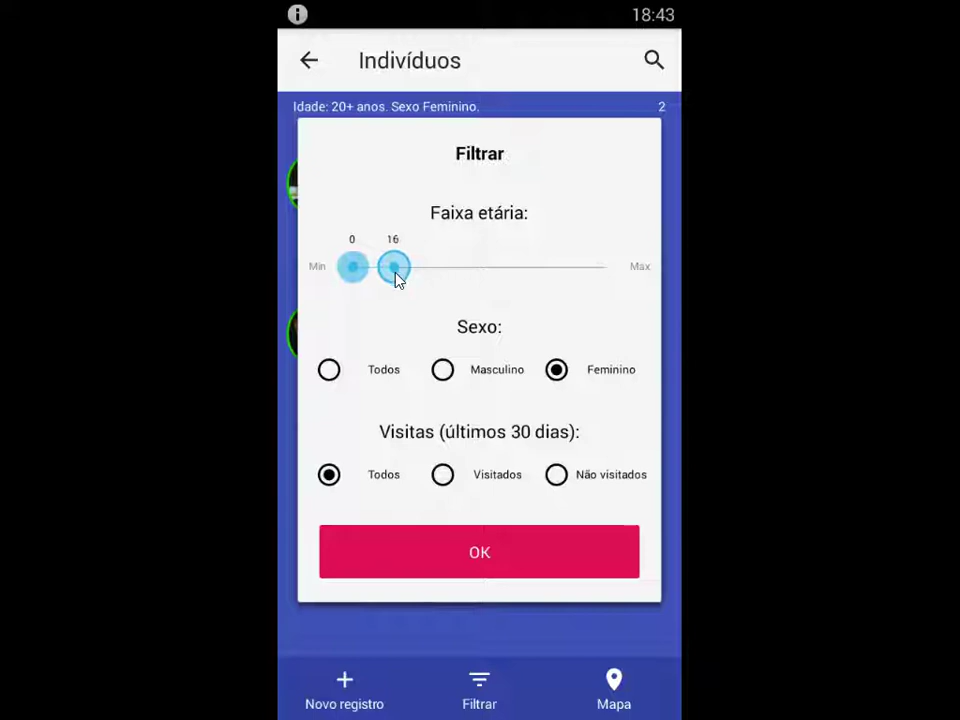 18:43
Indivíduos
Idade: 20+ anos. Sexo Feminino. 2
Filtrar
Faixa etária:
0 16
Min Max
Sexo:
Todos Masculino Feminino
Visitas (últimos 30 dias):
Todos Visitados Não visitados
OK
Novo registro Filtrar Mapa